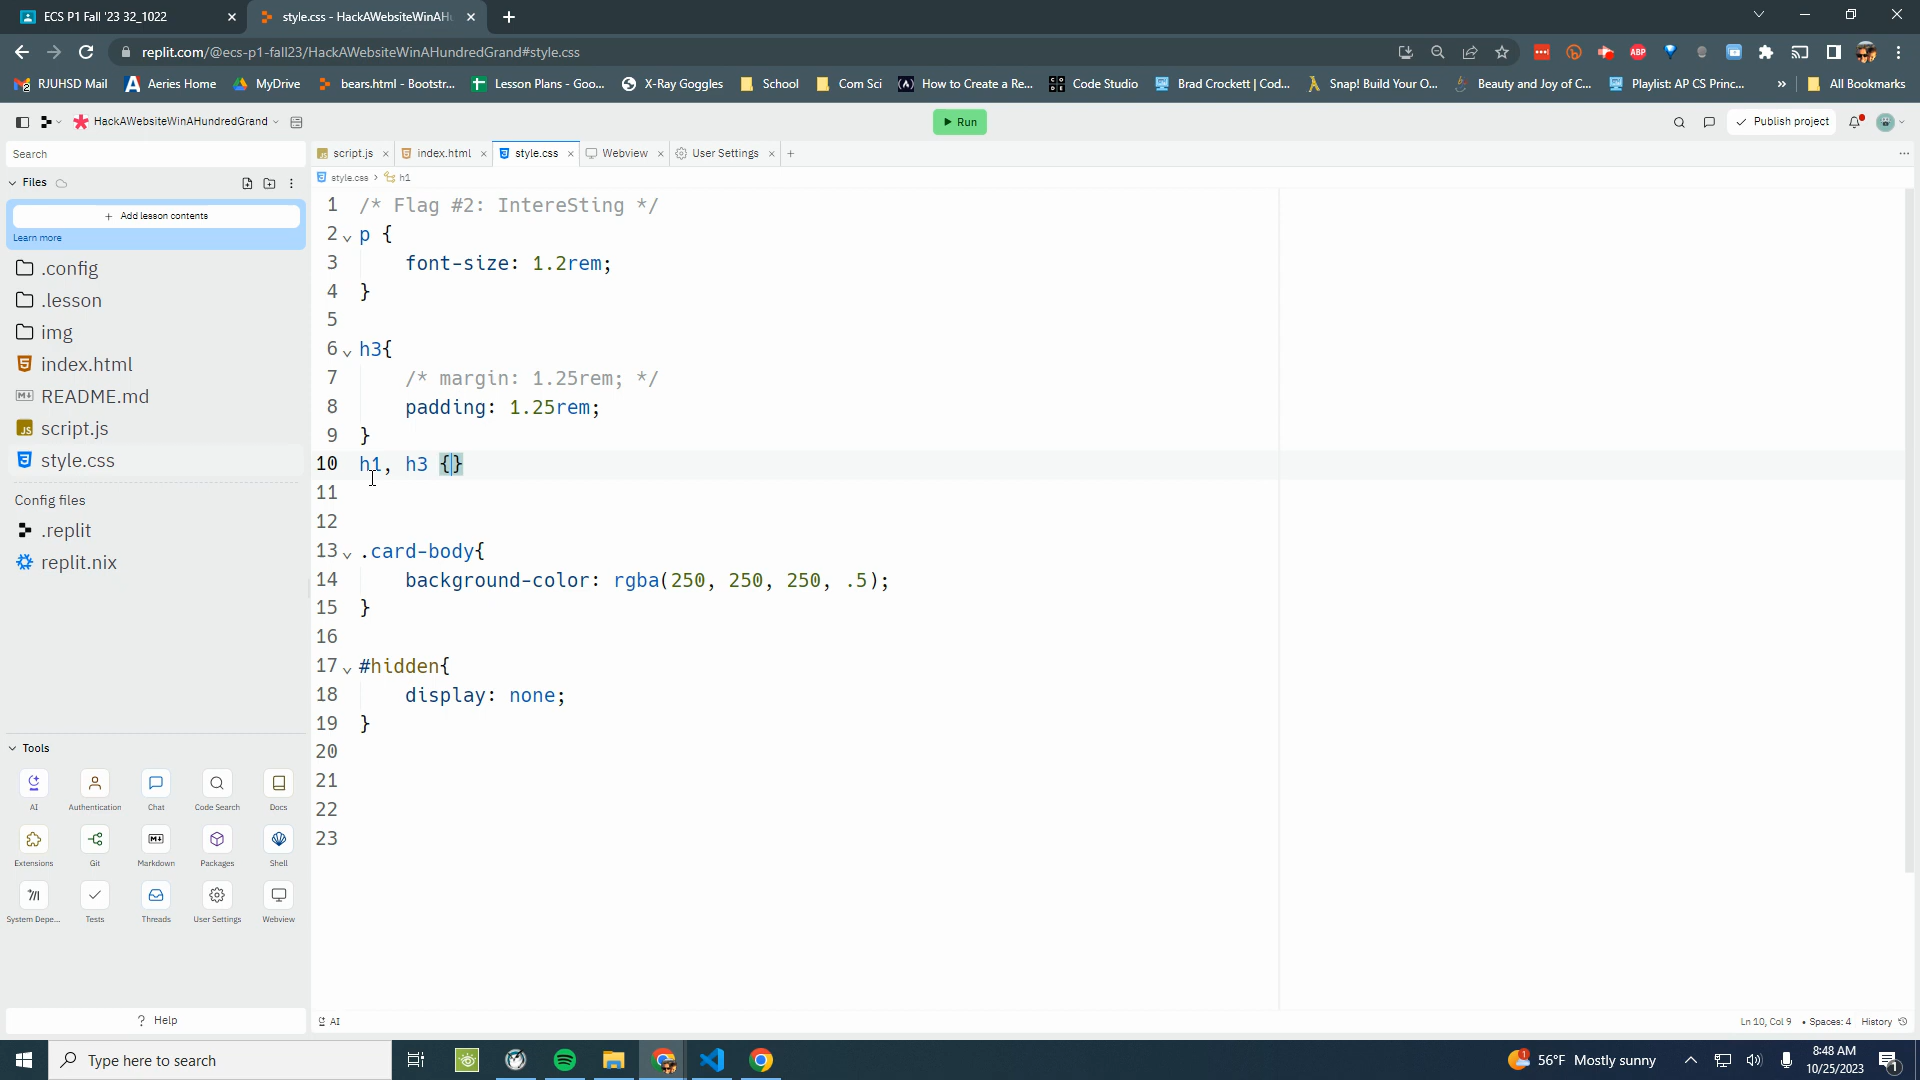 ECS P1 Fall '23 32_1022
style.css - HackAWebsiteWinAH
replit.com/@ecs-p1-fall23/HackAWebsiteWinAHundredGrand#style.css
RJUHSD Mail
Aeries Home
MyDrive
bears.html - Bootstr...
Lesson Plans - Goo...
X-Ray Goggles
School
Com Sci
How to Create a Re...
Code Studio
Brad Crockett | Cod...
Snap! Build Your O...
Beauty and Joy of C...
Playlist: AP CS Princ...
»
All Bookmarks
HackAWebsiteWinAHundredGrand
Run
Publish project
Search
script.js
index.html
style.css
Webview
User Settings
Files
style.css > h1
Add lesson contents
Learn more
.config
.lesson
img
index.html
README.md
script.js
style.css
Config files
.replit
replit.nix
1 /* Flag #2: IntereSting */
2 p {
3 font-size: 1.2rem;
4 }
5
6 h3{
7 /* margin: 1.25rem; */
8 padding: 1.25rem;
9 }
10 h1, h3 {}
11
12
13 .card-body{
14 background-color: rgba(250, 250, 250, .5);
15 }
16
17 #hidden{
18 display: none;
19 }
20
21
22
23
Tools
AI
Authentication
Chat
Code Search
Docs
Extensions
Git
Markdown
Packages
Shell
System Depe...
Tests
Threads
User Settings
Webview
? Help
AI
Ln 10, Col 9 • Spaces: 4 History
Type here to search
56°F Mostly sunny
8:48 AM
10/25/2023